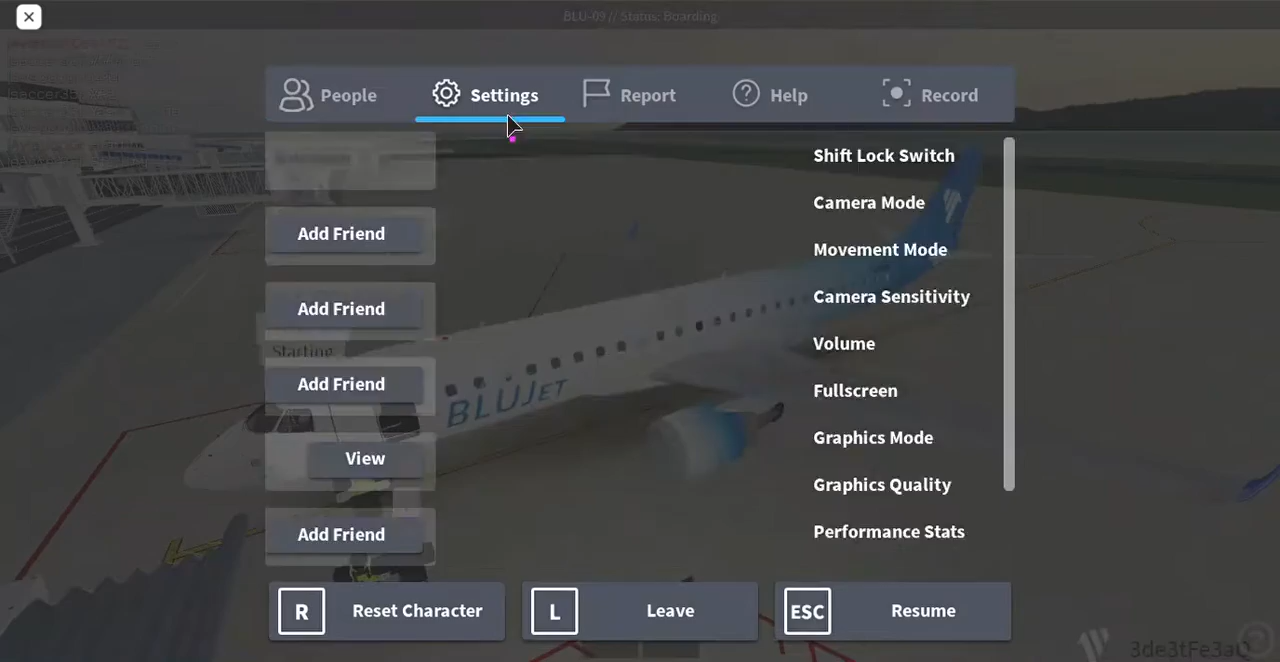 BLU-09 // Status: Boarding
People
Settings
Report
Help
Record
Shift Lock Switch
Camera Mode
Add Friend
Movement Mode
Camera Sensitivity
Add Friend
Volume
Starting
Add Friend
Fullscreen
BLUJET
Graphics Mode
View
Graphics Quality
Add Friend
Performance Stats
R Reset Character
L Leave
ESC Resume
3de3tFe3aQ